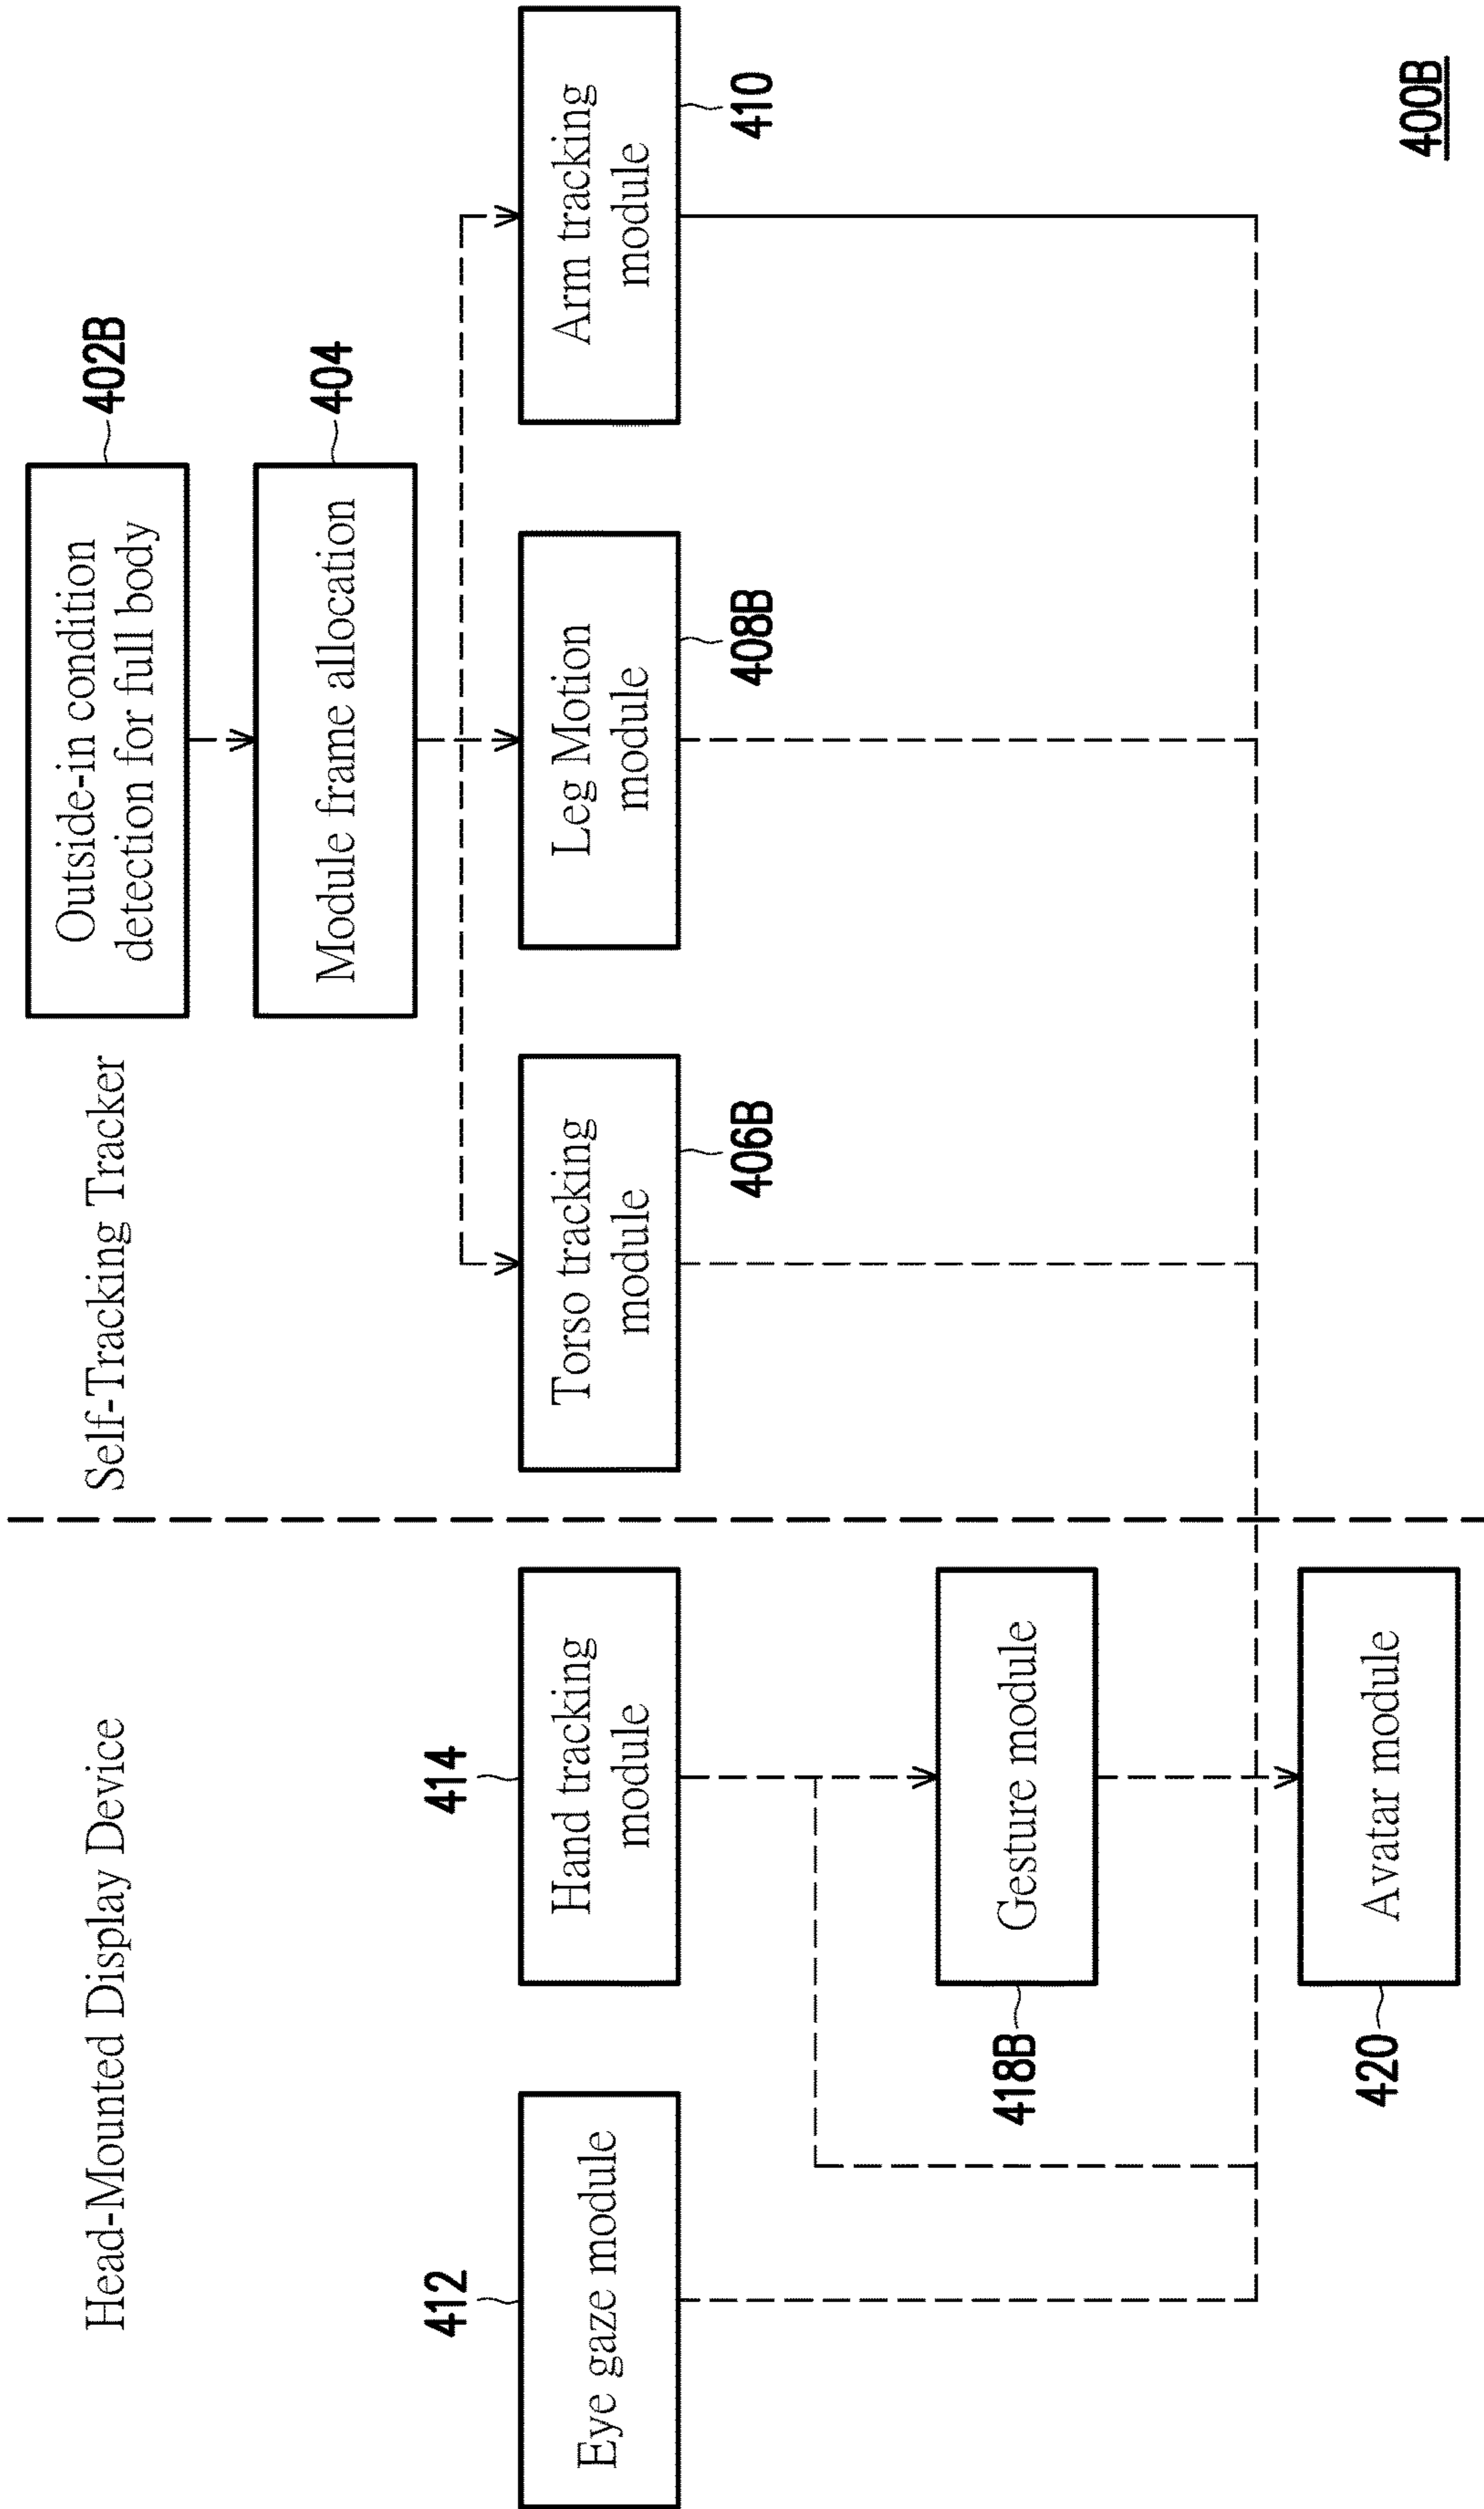 Head-Mounted Display Device
Self-Tracking Tracker
Outside-in condition
detection for full body
402B
Module frame allocation
404
412
Eye gaze module
414
Hand tracking
module
Torso tracking
module
406B
Leg Motion
module
408B
Arm tracking
module
410
418B
Gesture module
420
Avatar module
400B